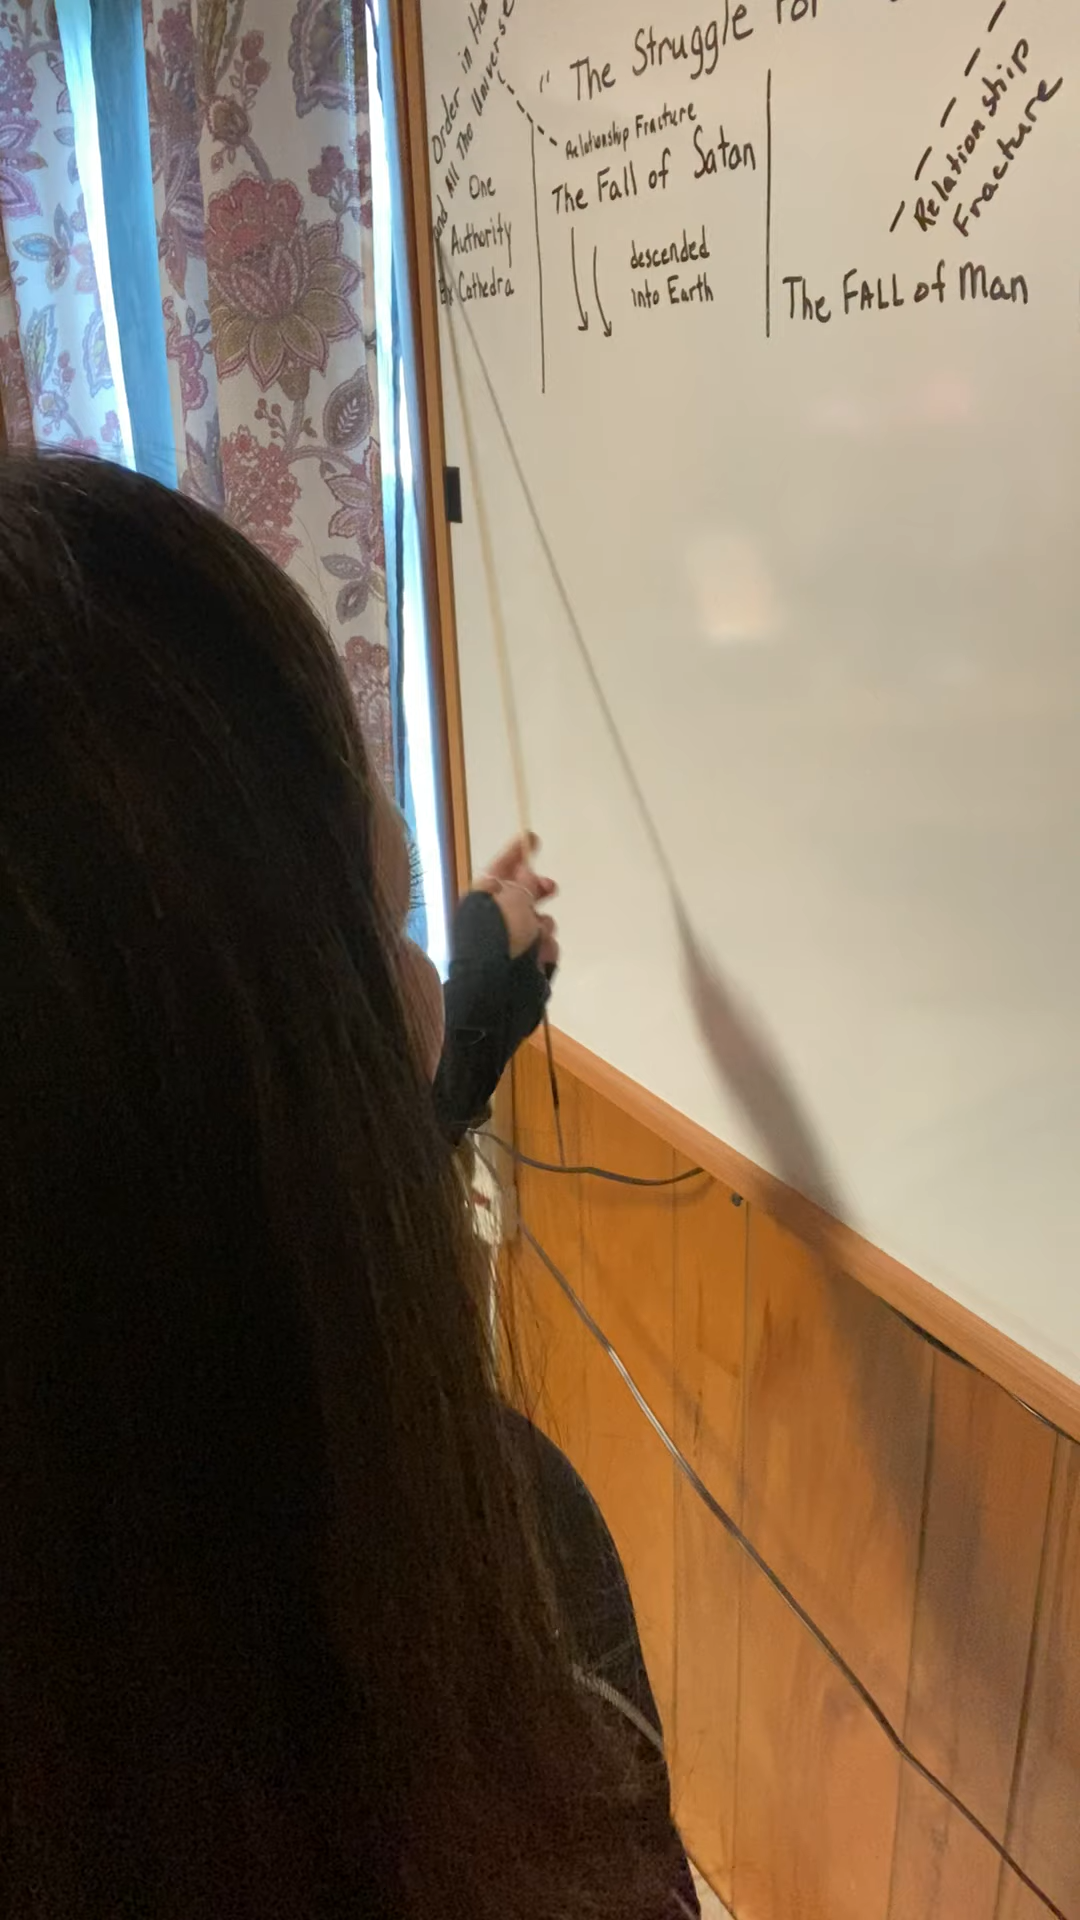 "The Struggle For
Order in
and All The Universe
One
Authority
Ex Cathedra
Relationship Fracture
The Fall of Satan
descended
into Earth
Relationship
Fracture
The FALL of Man